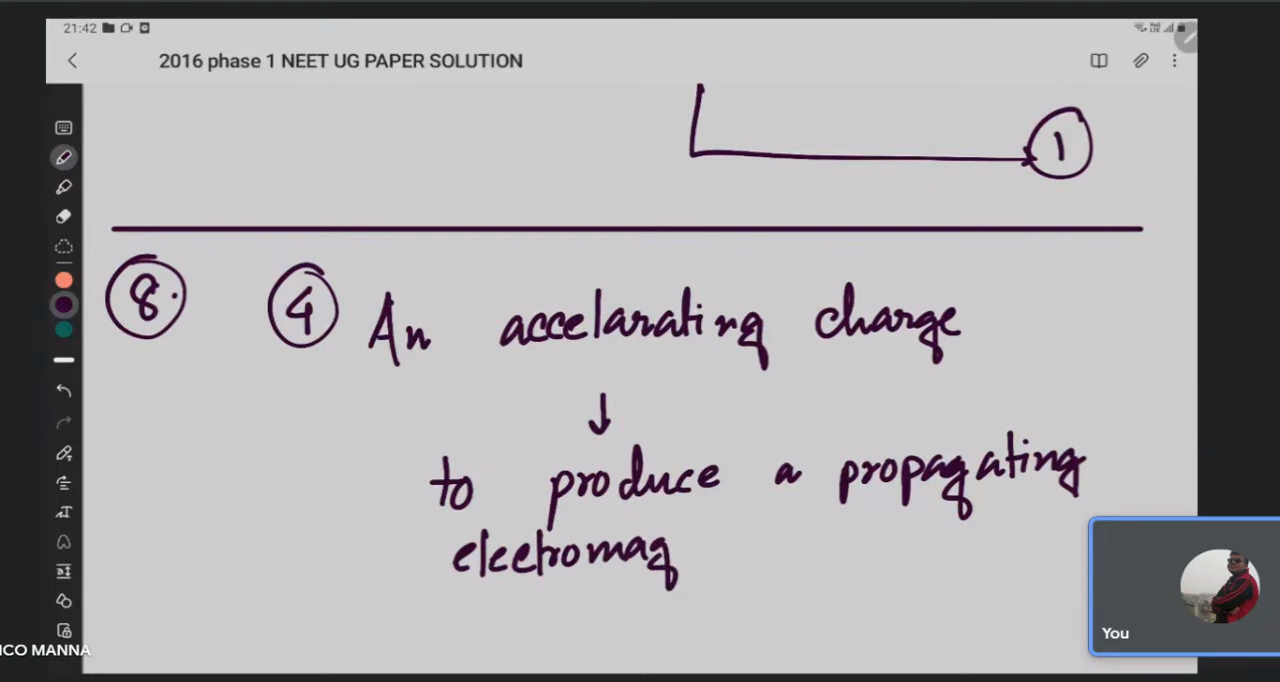 21:42
2016 phase 1 NEET UG PAPER SOLUTION
1
8. 4 An accelarating charge
↓
to produce a propagating
electromag
You
ICO MANNA